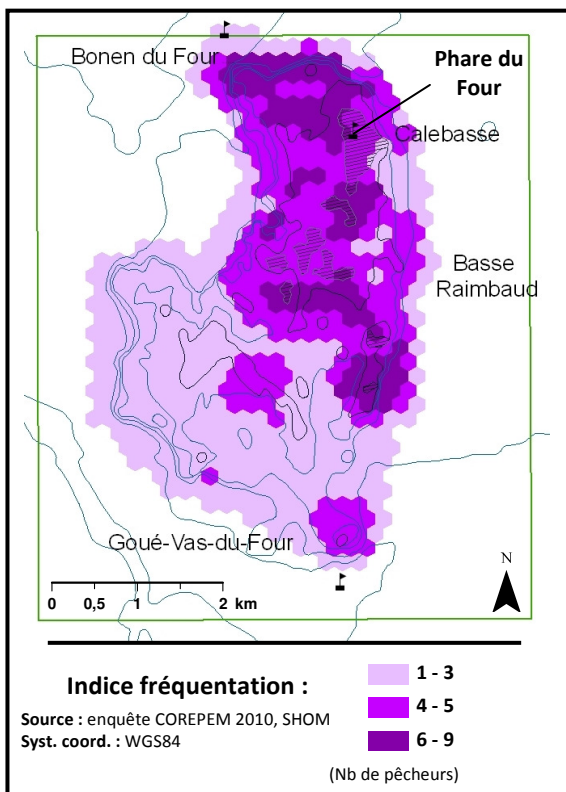 Bonen du Four
Phare du
Four
Calebasse
Basse
Raimbaud
Goué-Vas-du-Four
0 0,5 1 2 km
N
Indice fréquentation :
Source : enquête COREPEM 2010, SHOM
Syst. coord. : WGS84
1 - 3
4 - 5
6 - 9
(Nb de pêcheurs)